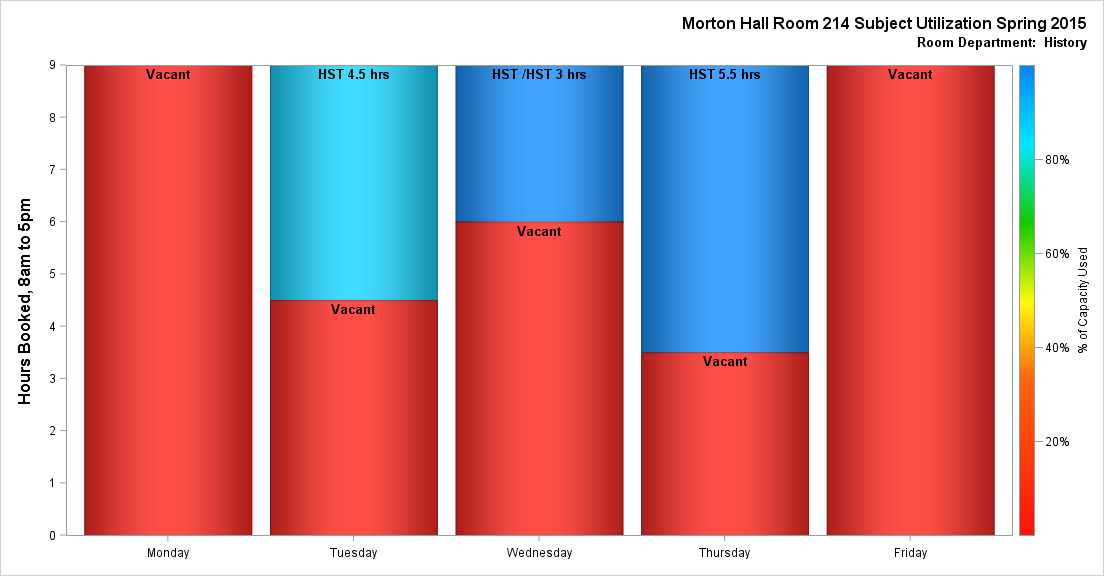 Morton Hall Room 214 Subject Utilization Spring 2015
Room Department:  History
Hours Booked, 8am to 5pm
9
8
7
6
5
4
3
2
1
0
Vacant
HST 4.5 hrs
Vacant
HST /HST 3 hrs
Vacant
HST 5.5 hrs
Vacant
Vacant
Monday
Tuesday
Wednesday
Thursday
Friday
80%
60%
40%
20%
% of Capacity Used